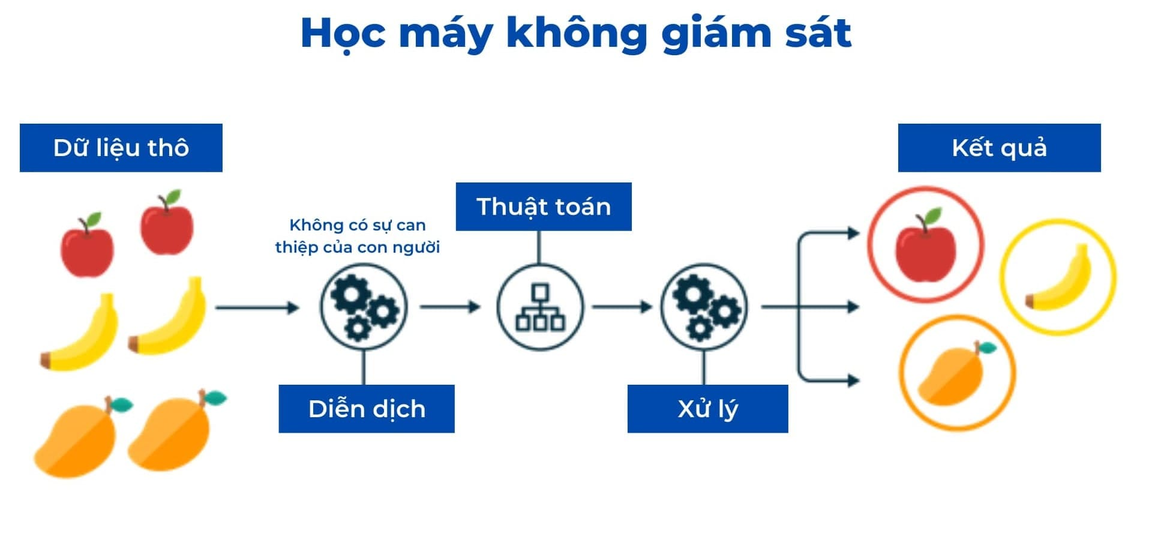 Học máy không giám sát
Dữ liệu thô
Kết quả
Thuật toán
Không có sự can
thiệp của con người
Diễn dịch
Xử lý